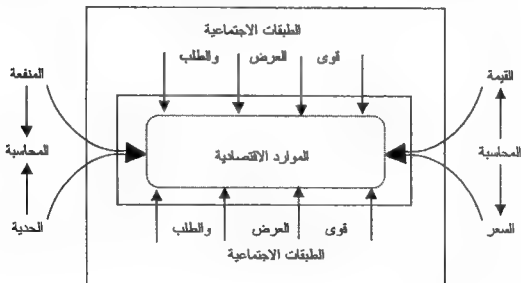 الطبقات الاجتماعية
قوى العرض والطلب
القيمة
المنفعة
المحاسبة
الموارد الاقتصادية
المحاسبة
السعر
الحدية
قوى العرض والطلب
الطبقات الاجتماعية